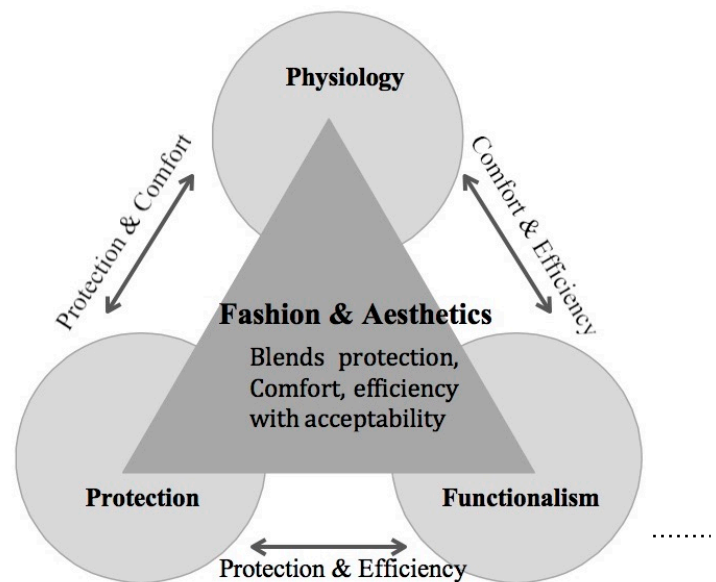 Physiology
Protection & Comfort
Comfort & Efficiency
Fashion & Aesthetics
Blends protection,
Comfort, efficiency
with acceptability
Protection
Functionalism
Protection & Efficiency